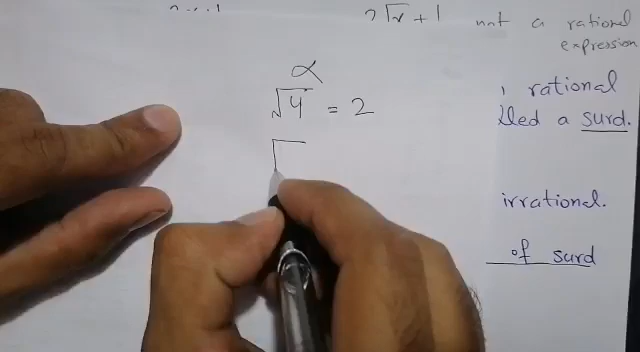 2√x + 1 not a rational
expression
α
, rational
√4 = 2
lled a surd.
√
irrational.
of surd